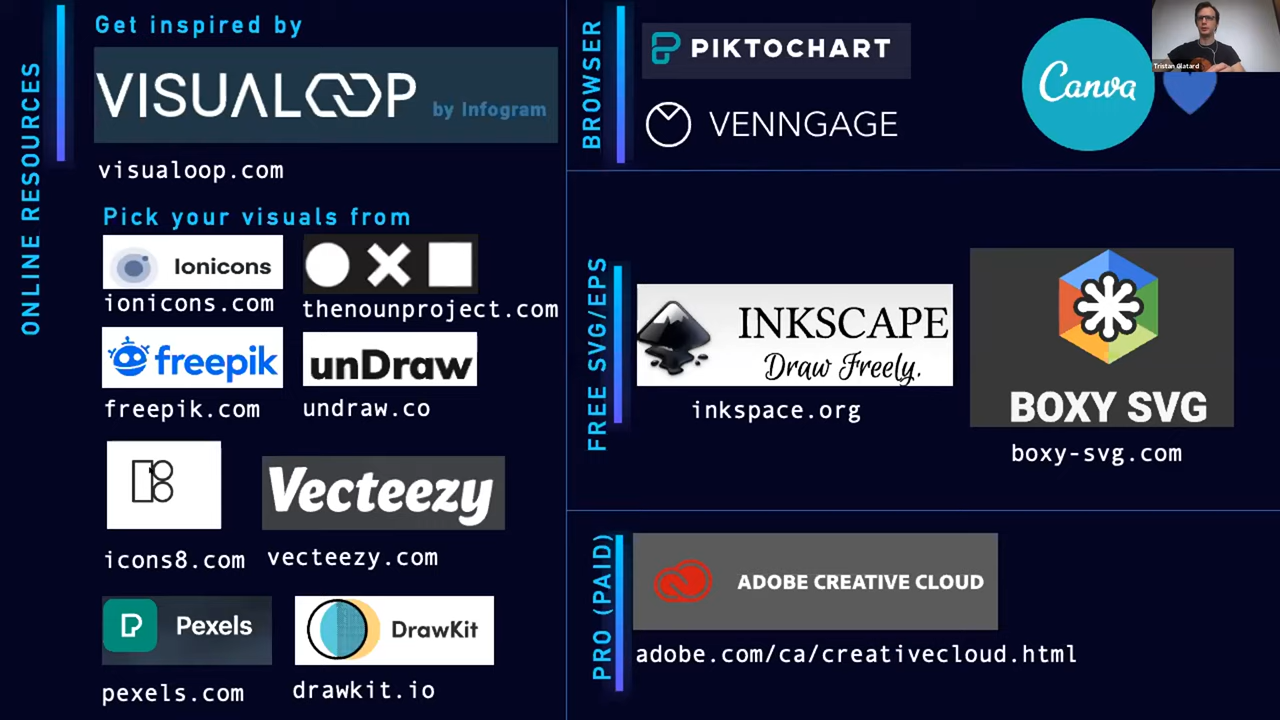 ONLINE RESOURCES
Get inspired by
VISUALOOP by Infogram
visualoop.com
Pick your visuals from
Ionicons
ionicons.com
thenounproject.com
freepik
freepik.com
unDraw
undraw.co
icons8.com
Vecteezy
vecteezy.com
Pexels
pexels.com
DrawKit
drawkit.io
BROWSER
PIKTOCHART
VENNGAGE
Canva
Tristan Glatard
FREE SVG/EPS
INKSCAPE
Draw Freely.
inkspace.org
BOXY SVG
boxy-svg.com
PRO (PAID)
ADOBE CREATIVE CLOUD
adobe.com/ca/creativecloud.html